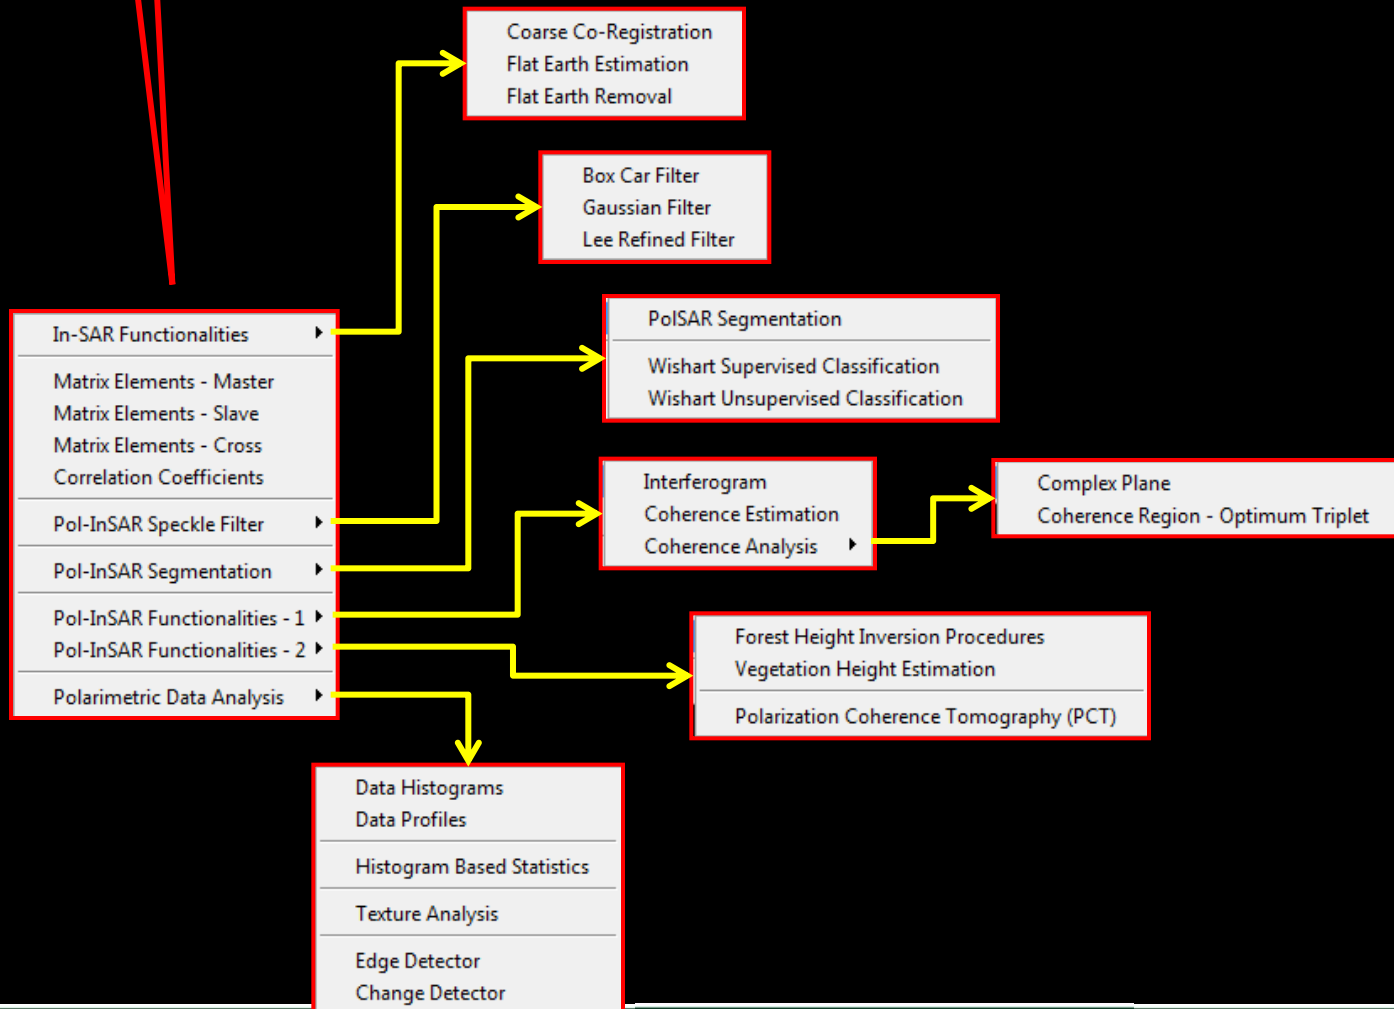 Coarse Co-Registration
Flat Earth Estimation
Flat Earth Removal
Box Car Filter
Gaussian Filter
Lee Refined Filter
In-SAR Functionalities
Matrix Elements - Master
Matrix Elements - Slave
Matrix Elements - Cross
Correlation Coefficients
Pol-InSAR Speckle Filter
Pol-InSAR Segmentation
Pol-InSAR Functionalities - 1
Pol-InSAR Functionalities - 2
Polarimetric Data Analysis
PolSAR Segmentation
Wishart Supervised Classification
Wishart Unsupervised Classification
Interferogram
Coherence Estimation
Coherence Analysis
Complex Plane
Coherence Region - Optimum Triplet
Forest Height Inversion Procedures
Vegetation Height Estimation
Polarization Coherence Tomography (PCT)
Data Histograms
Data Profiles
Histogram Based Statistics
Texture Analysis
Edge Detector
Change Detector